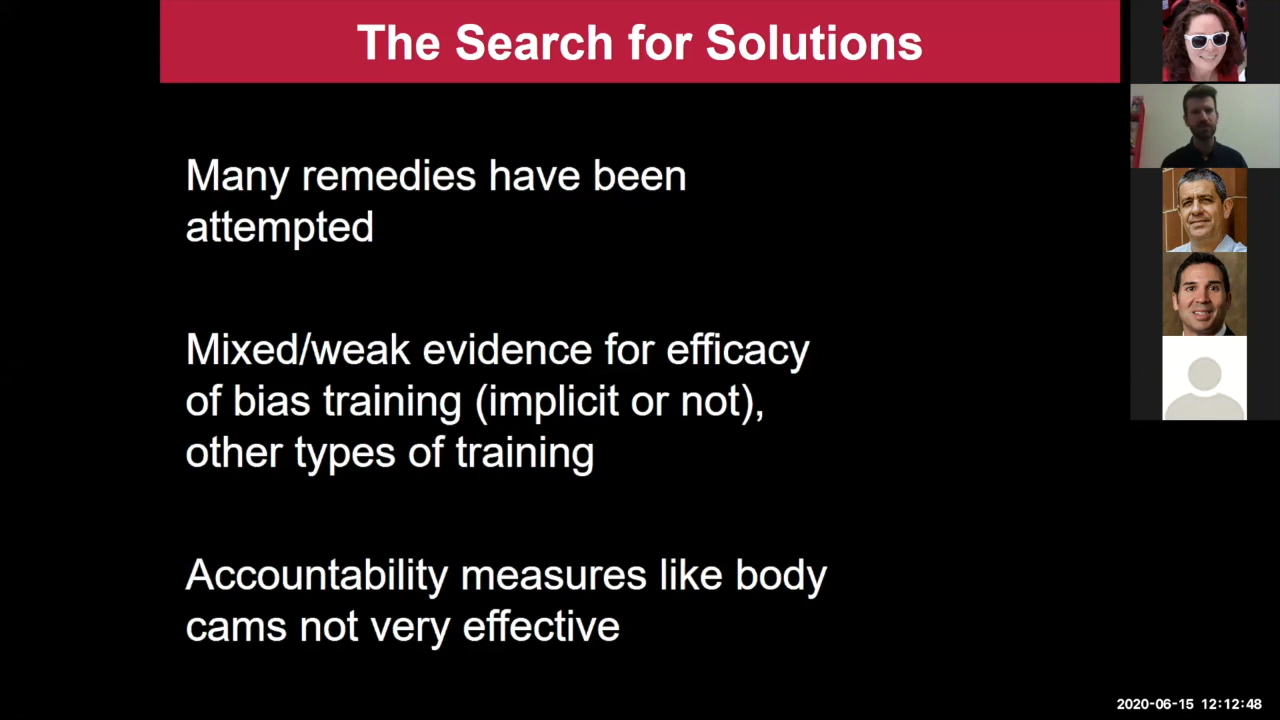 The Search for Solutions
Many remedies have been
attempted
Mixed/weak evidence for efficacy
of bias training (implicit or not),
other types of training
Accountability measures like body
cams not very effective
2020-06-15 12:12:48